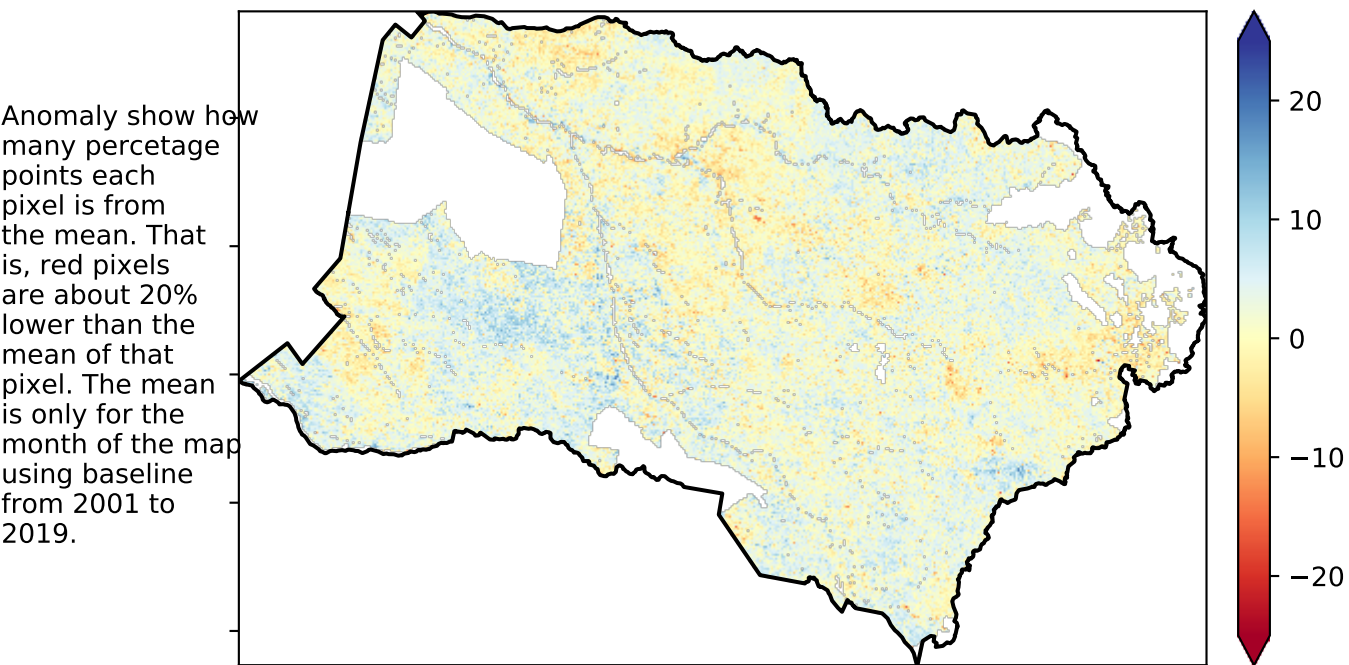 Anomaly show how
many percetage
points each
pixel is from
the mean. That
is, red pixels
are about 20%
lower than the
mean of that
pixel. The mean
is only for the
month of the map
using baseline
from 2001 to
2019.
20
10
0
−10
−20